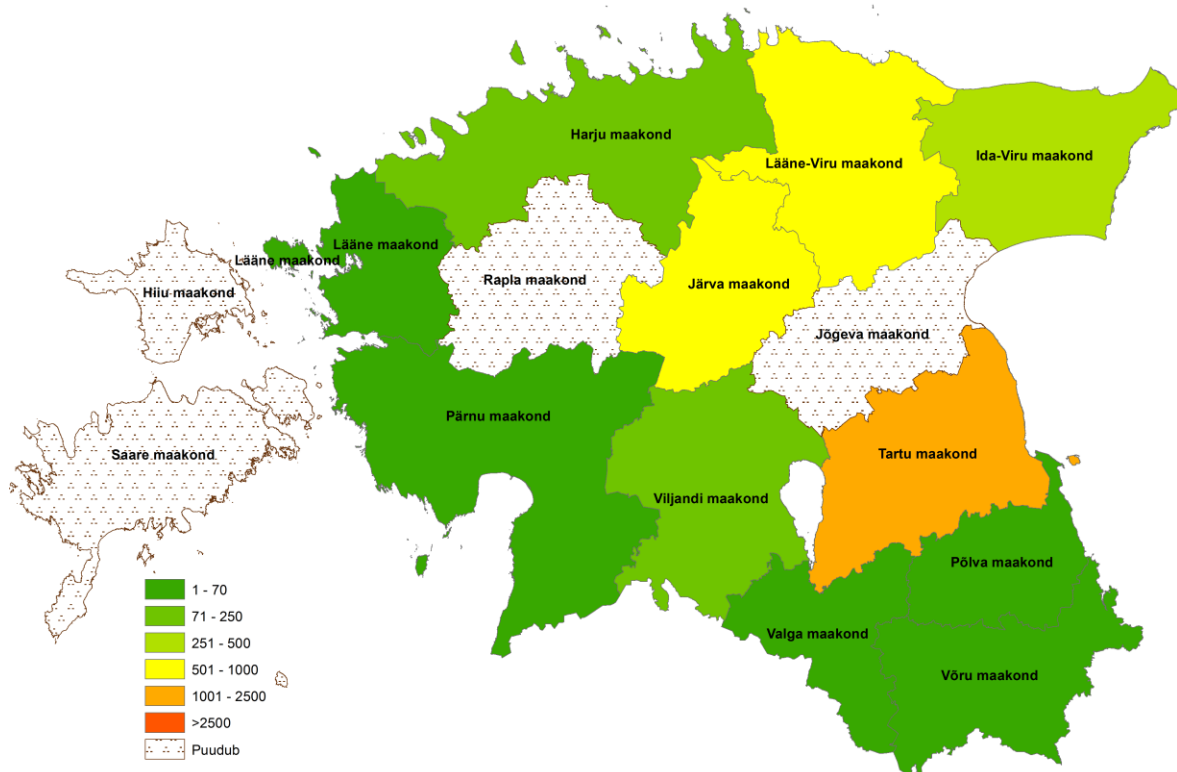 Harju maakond
Lääne-Viru maakond
Ida-Viru maakond
Lääne maakond
Lääne maakond
Hiiu maakond
Rapla maakond
Järva maakond
Jõgeva maakond
Pärnu maakond
Saare maakond
Tartu maakond
Viljandi maakond
Põlva maakond
Valga maakond
Võru maakond
1 - 70
71 - 250
251 - 500
501 - 1000
1001 - 2500
>2500
Puudub